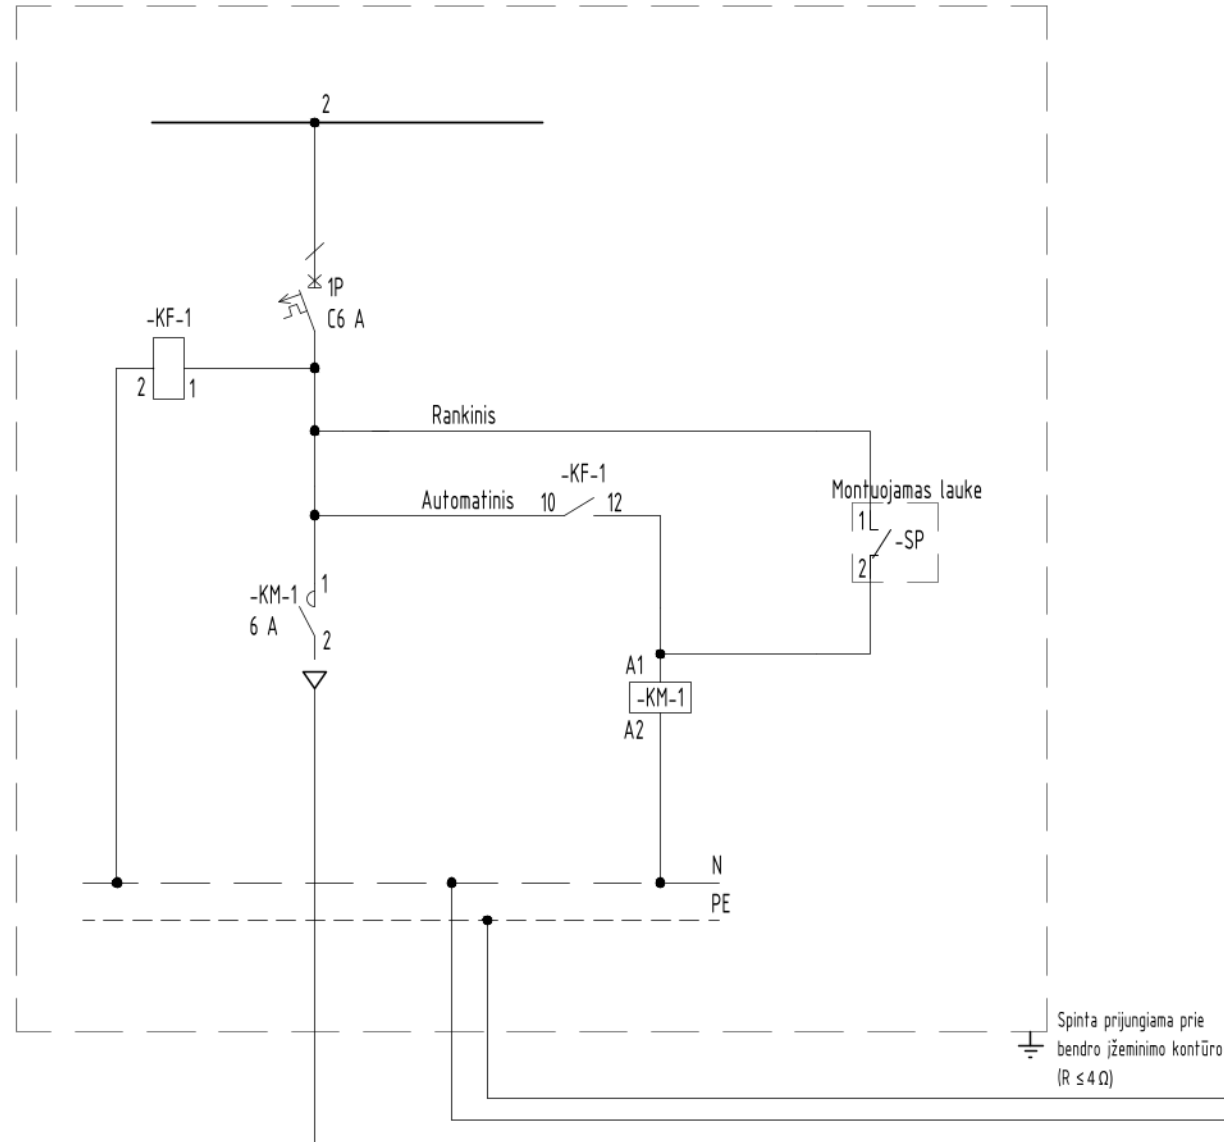 2
1P
C6 A
-KF-1
2
1
Rankinis
-KF-1
Automatinis
10
12
Montuojamas lauke
1
-SP
2
-KM-1
1
6 A
2
A1
-KM-1
A2
N
PE
Spinta prijungiama prie
bendro įžeminimo kontūro
(R ≤ 4 Ω)